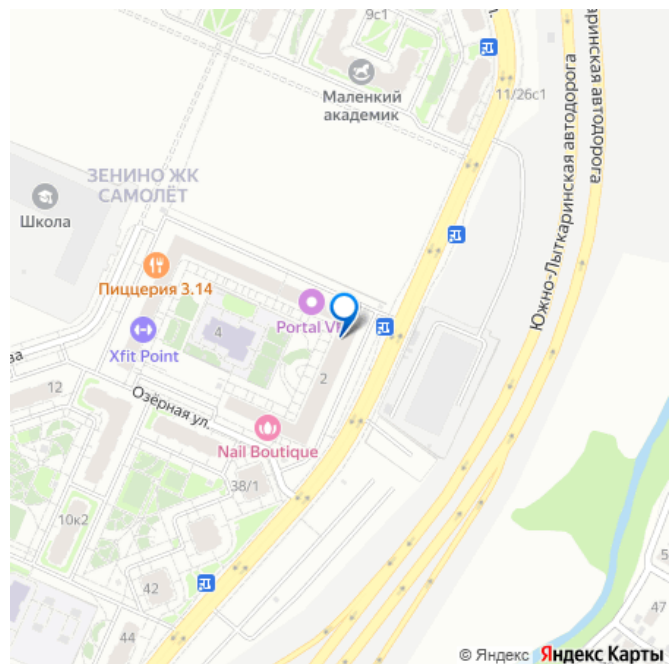 9с1
Маленкий
академик
11/26с1
Южно-Лыткаринская автодорога
ЗЕНИНО ЖК
САМОЛЁТ
Школа
Пиццерия 3.14
Portal
4
Xfit Point
2
12
Озёрная ул.
Nail Boutique
38/1
10к2
42
44
47
© Яндекс Яндекс Карты